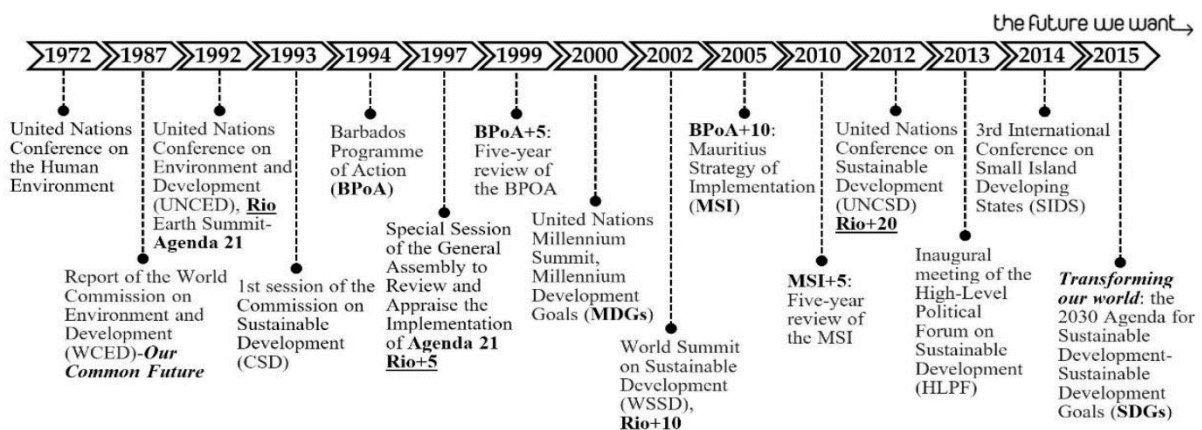 the future we want
1972 1987 1992 1993 1994 1997 1999 2000 2002 2005 2010 2012 2013 2014 2015
United Nations
Conference on
the Human
Environment
Report of the World
Commission on
Environment and
Development
(WCED)-Our
Common Future
United Nations
Conference on
Environment and
Development
(UNCED), Rio
Earth Summit-
Agenda 21
1st session of the
Commission on
Sustainable
Development
(CSD)
Barbados
Programme
of Action
(BPoA)
Special Session
of the General
Assembly to
Review and
Appraise the
Implementation
of Agenda 21
Rio+5
BPoA+5:
Five-year
review of
the BPOA
United Nations
Millennium
Summit,
Millennium
Development
Goals (MDGs)
World Summit
on Sustainable
Development
(WSSD),
Rio+10
BPoA+10:
Mauritius
Strategy of
Implementation
(MSI)
MSI+5:
Five-year
review of
the MSI
United Nations
Conference on
Sustainable
Development
(UNCSD)
Rio+20
Inaugural
meeting of the
High-Level
Political
Forum on
Sustainable
Development
(HLPF)
3rd International
Conference on
Small Island
Developing
States (SIDS)
Transforming
our world: the
2030 Agenda for
Sustainable
Development-
Sustainable
Development
Goals (SDGs)